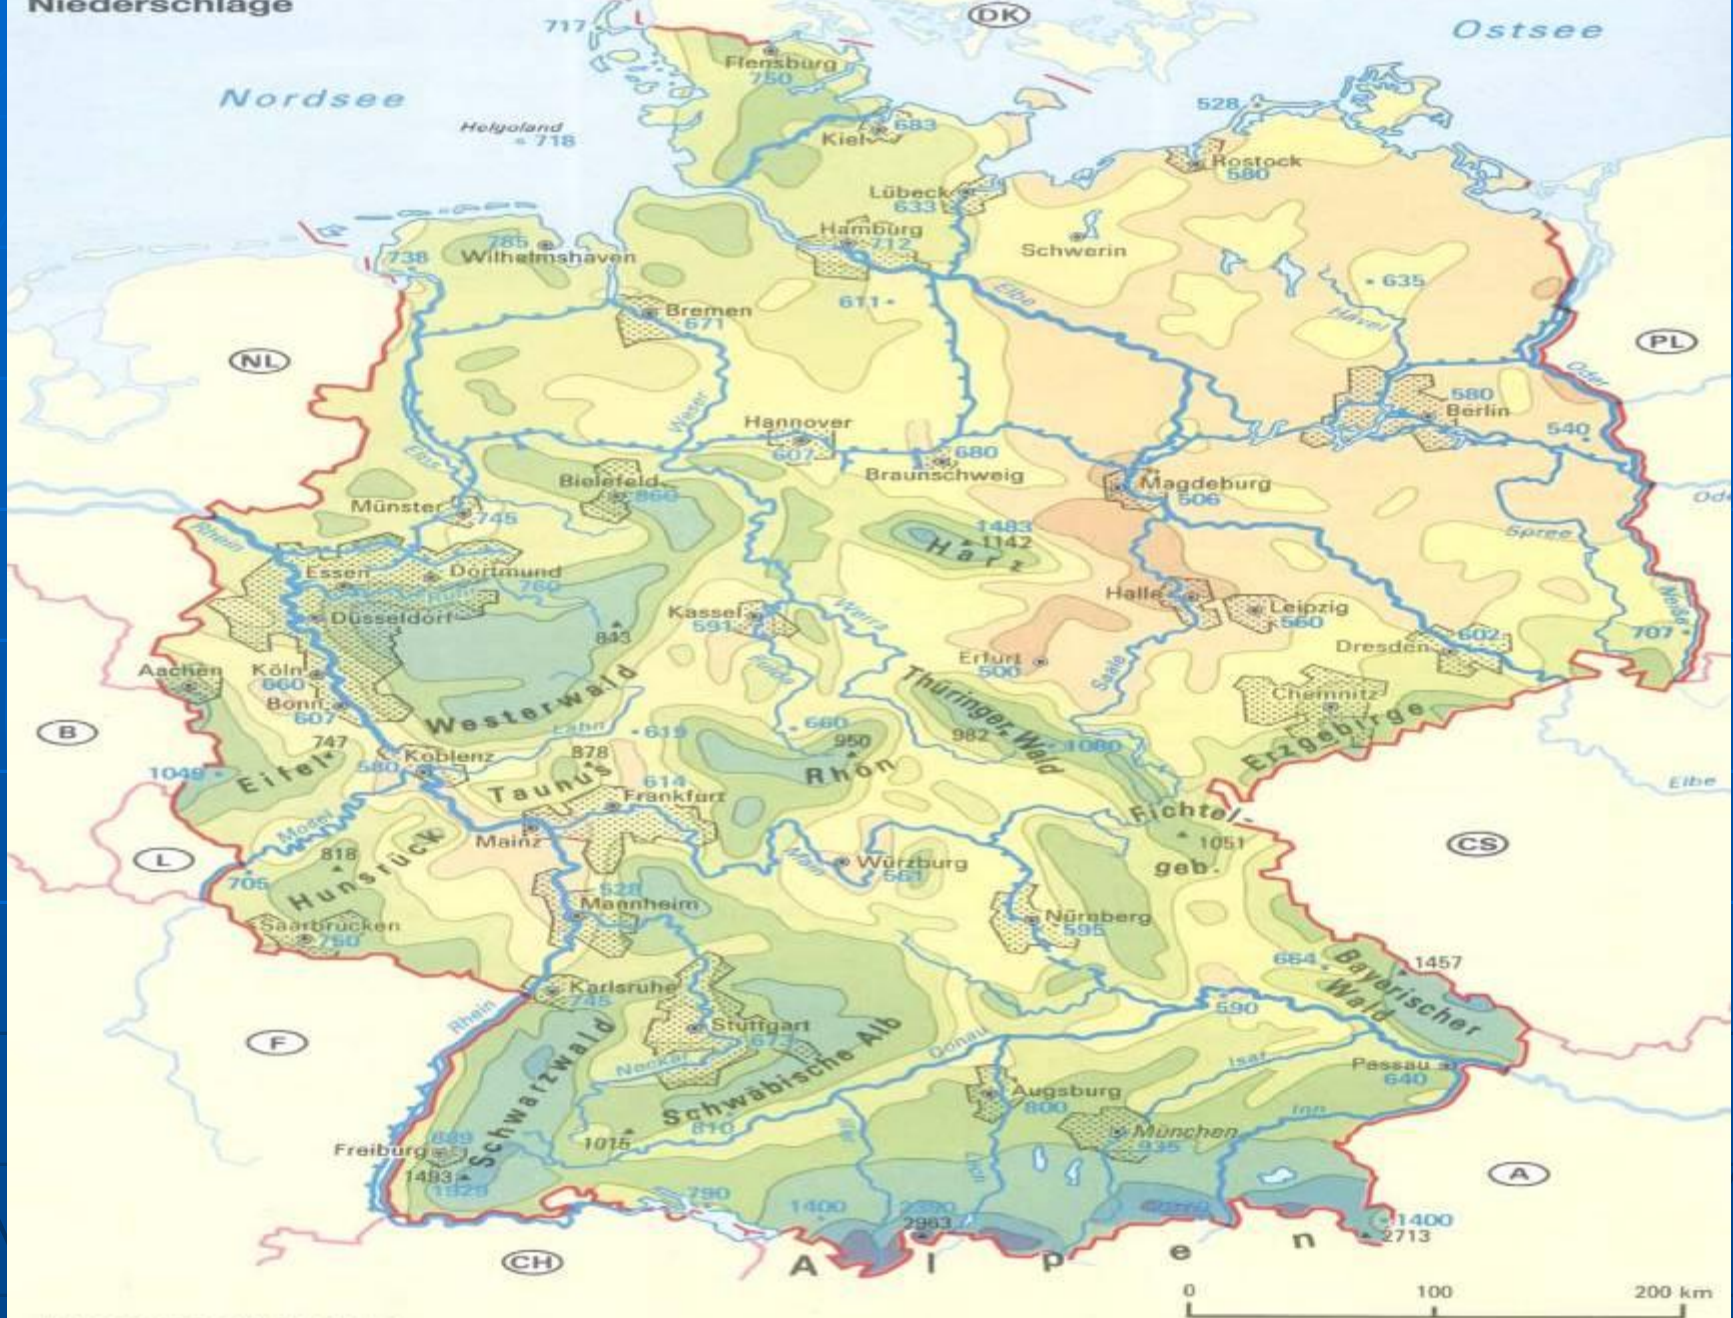 Niederschläge
717
DK
Ostsee
Flensburg
750
Nordsee
528
Helgoland
718
683
Kiel
Rostock
580
Lübeck
633
Hamburg
712
Schwerin
785
Wilhelmshaven
738
635
Elbe
611
Havel
Bremen
671
NL
PL
Oder
580
Berlin
Weser
Hannover
607
540
680
Braunschweig
Ems
Bielefeld
860
Magdeburg
506
Münster
745
Rhein
1483
1142
Harz
Spree
Essen
Dortmund
Ruhr
760
Düsseldorf
Halle
Leipzig
560
Kassel
591
Werra
Neiße
707
843
602
Dresden
Aachen
Köln
660
Erfurt
500
Saale
Fulda
Bonn
607
Westerwald
Thüringer Wald
Chemnitz
B
Lahn
619
660
747
950
982
1080
Erzgebirge
Koblenz
580
878
1049
Eifel
Rhön
Taunus
614
Frankfurt
Elbe
Fichtel-
geb.
1051
Mosel
Mainz
818
L
CS
Main
Würzburg
561
Hunsrück
705
528
Mannheim
Nürnberg
595
Saarbrücken
750
664
1457
Bayerischer
Wald
Karlsruhe
745
590
Rhein
Stuttgart
673
F
Donau
Neckar
Isar
Passau
640
Schwarzwald
Schwäbische Alb
Augsburg
800
810
Inn
München
935
1015
Iller
Lech
Freiburg
889
1493
1929
A
790
1400
2390
2963
1400
2713
CH
Alpen
0 100 200 km